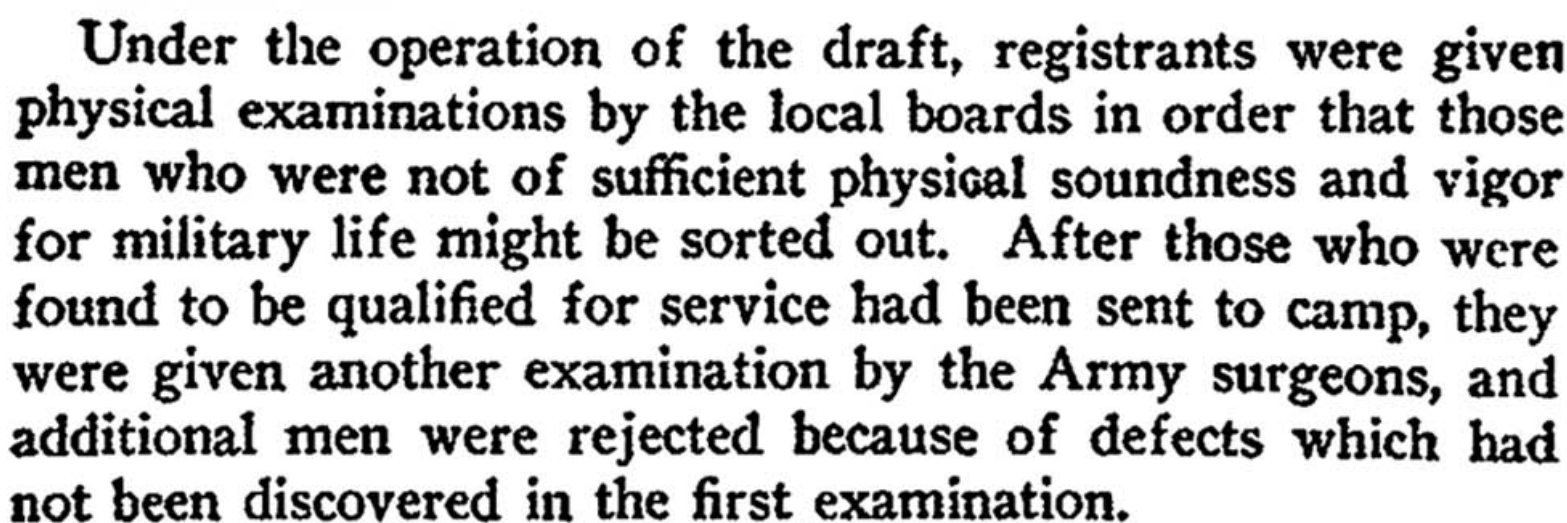 Under the operation of the draft, registrants were given
physical examinations by the local boards in order that those
men who were not of sufficient physical soundness and vigor
for military life might be sorted out. After those who were
found to be qualified for service had been sent to camp, they
were given another examination by the Army surgeons, and
additional men were rejected because of defects which had
not been discovered in the first examination.